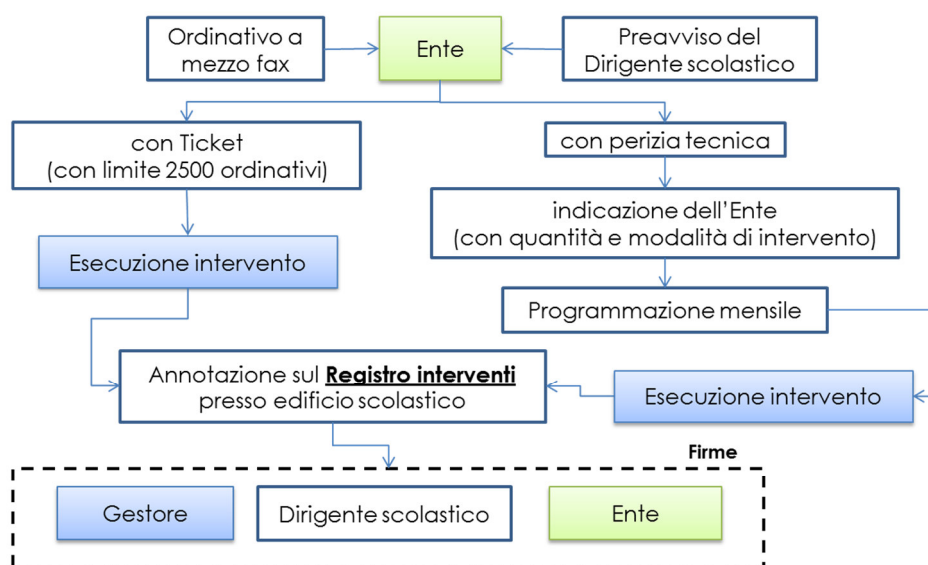 Ordinativo a
mezzo fax
Ente
Preavviso del
Dirigente scolastico
con Ticket
(con limite 2500 ordinativi)
con perizia tecnica
indicazione dell’Ente
(con quantità e modalità di intervento)
Esecuzione intervento
Programmazione mensile
Annotazione sul Registro interventi
presso edificio scolastico
Esecuzione intervento
Firme
Gestore
Dirigente scolastico
Ente